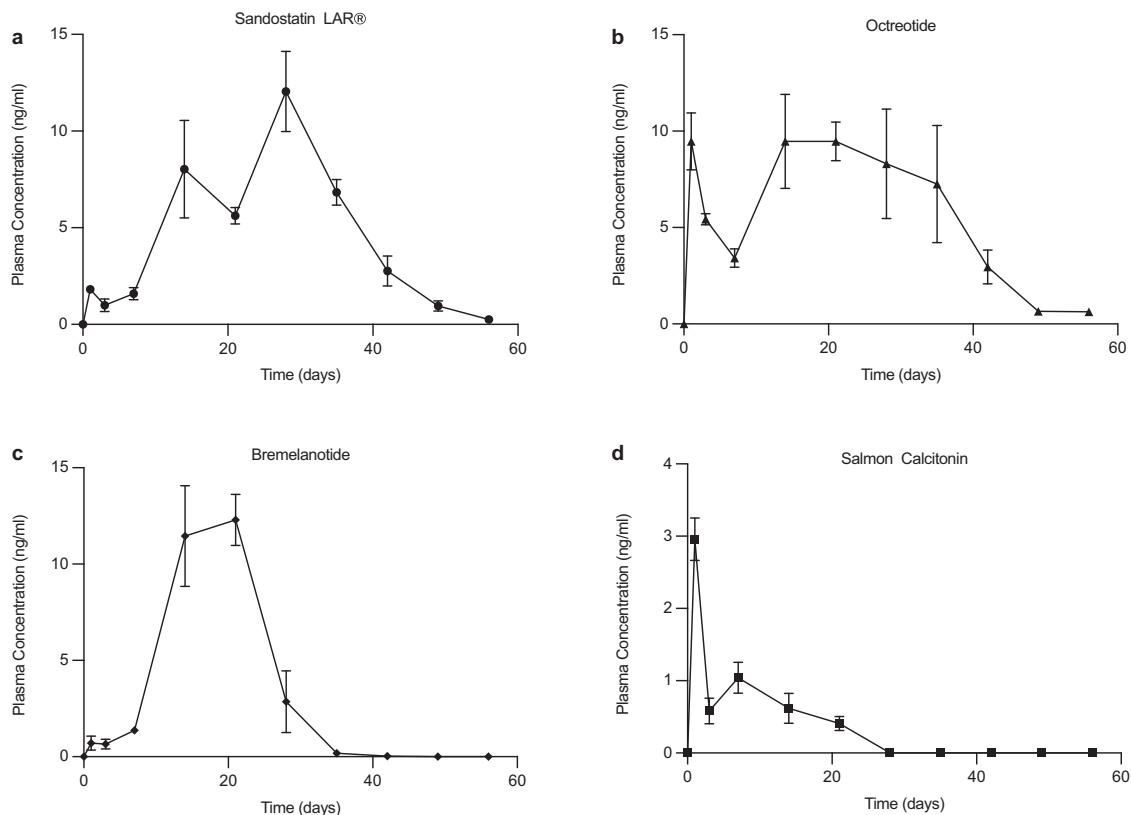 a
Sandostatin LAR®
Plasma Concentration (ng/ml)
15
10
5
0
0 20 40 60
Time (days)
b
Octreotide
Plasma Concentration (ng/ml)
15
10
5
0
0 20 40 60
Time (days)
c
Bremelanotide
Plasma Concentration (ng/ml)
15
10
5
0
0 20 40 60
Time (days)
d
Salmon Calcitonin
Plasma Concentration (ng/ml)
4
3
2
1
0
0 20 40 60
Time (days)